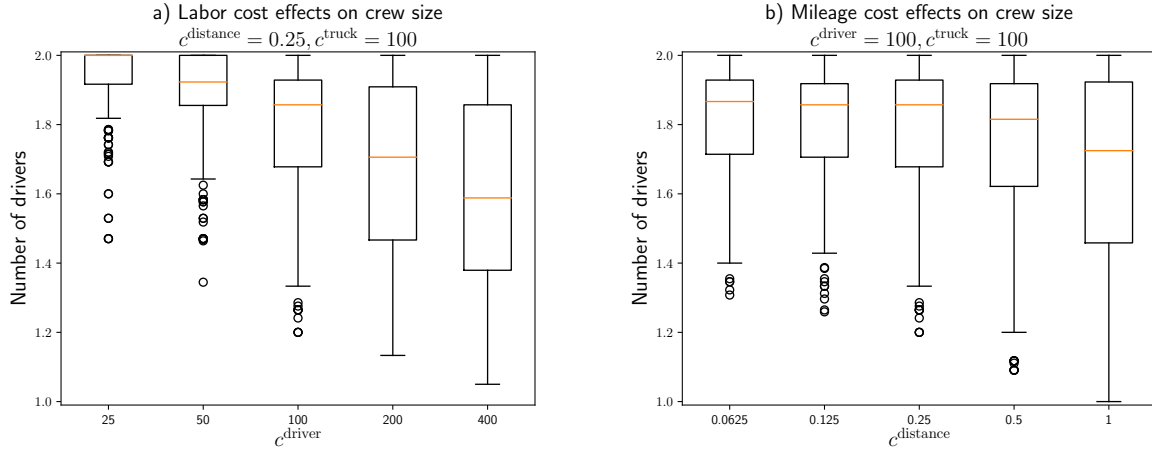 a) Labor cost effects on crew size
c^distance = 0.25, c^truck = 100
Number of drivers
2.0
1.8
1.6
1.4
1.2
1.0
25 50 100 200 400
c^driver
b) Mileage cost effects on crew size
c^driver = 100, c^truck = 100
Number of drivers
2.0
1.8
1.6
1.4
1.2
1.0
0.0625 0.125 0.25 0.5 1
c^distance